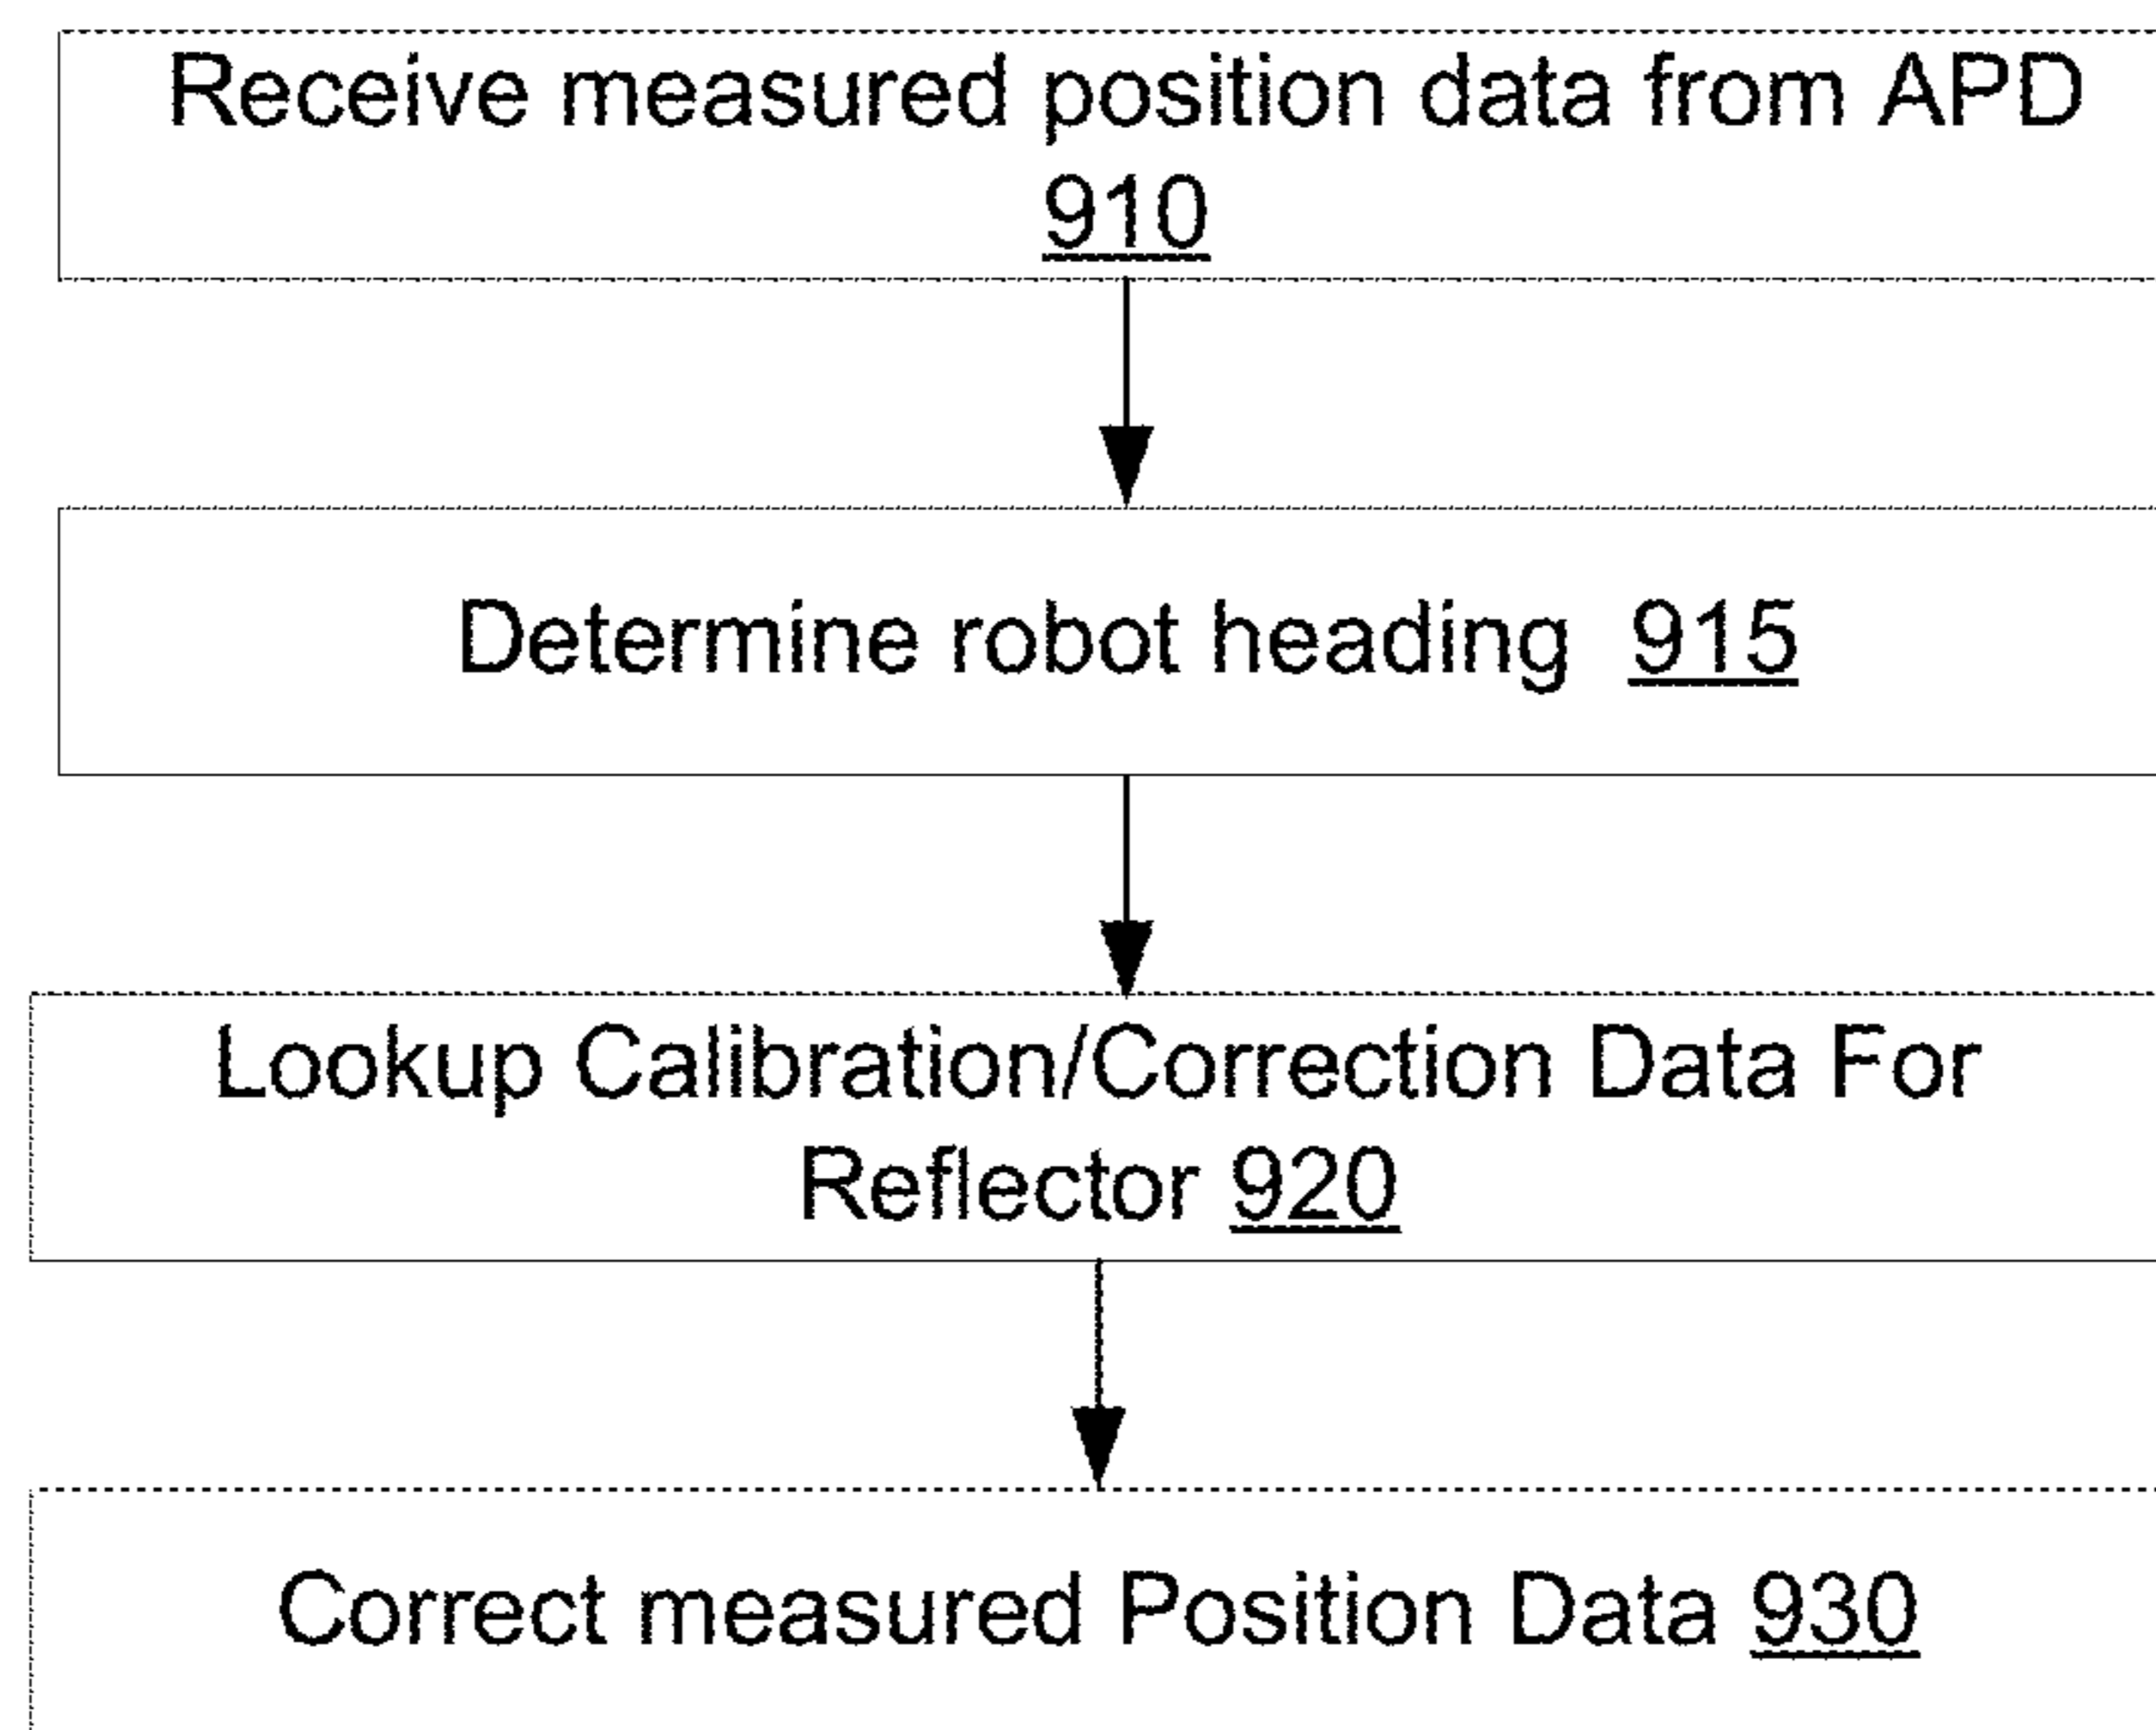 Receive measured position data from APD
910
Determine robot heading 915
Lookup Calibration/Correction Data For
Reflector 920
Correct measured Position Data 930